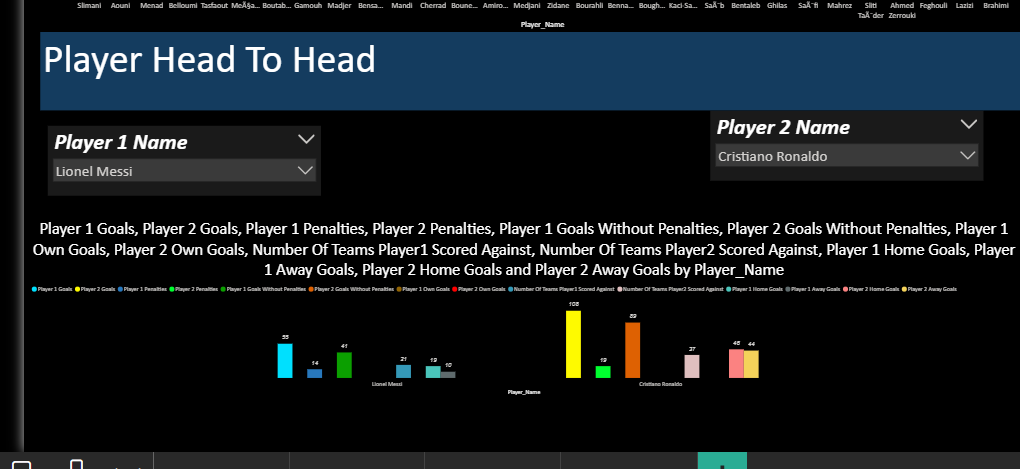 Slimani Aouni Menad Belloumi Tasfaout MeÃ§a... Boutab... Gamouh Madjer Bensa... Mandi Cherrad Boune... Amiro... Medjani Zidane Bourahli Benna... Bough... Kaci-Sa... SaÃ¯b Bentaleb Ghilas SaÃ¯fi Mahrez Sliti Ahmed Feghouli Lazizi Brahimi
TaÃ¯der Zerrouki
Player_Name
Player Head To Head
Player 1 Name
Lionel Messi
Player 2 Name
Cristiano Ronaldo
Player 1 Goals, Player 2 Goals, Player 1 Penalties, Player 2 Penalties, Player 1 Goals Without Penalties, Player 2 Goals Without Penalties, Player 1
Own Goals, Player 2 Own Goals, Number Of Teams Player1 Scored Against, Number Of Teams Player2 Scored Against, Player 1 Home Goals, Player
1 Away Goals, Player 2 Home Goals and Player 2 Away Goals by Player_Name
Player 1 Goals Player 2 Goals Player 1 Penalties Player 2 Penalties Player 1 Goals Without Penalties Player 2 Goals Without Penalties Player 1 Own Goals Player 2 Own Goals Number Of Teams Player1 Scored Against Number Of Teams Player2 Scored Against Player 1 Home Goals Player 1 Away Goals Player 2 Home Goals Player 2 Away Goals
55 14 41 21 19 10 108 19 89 37 46 44
Lionel Messi Cristiano Ronaldo
Player_Name